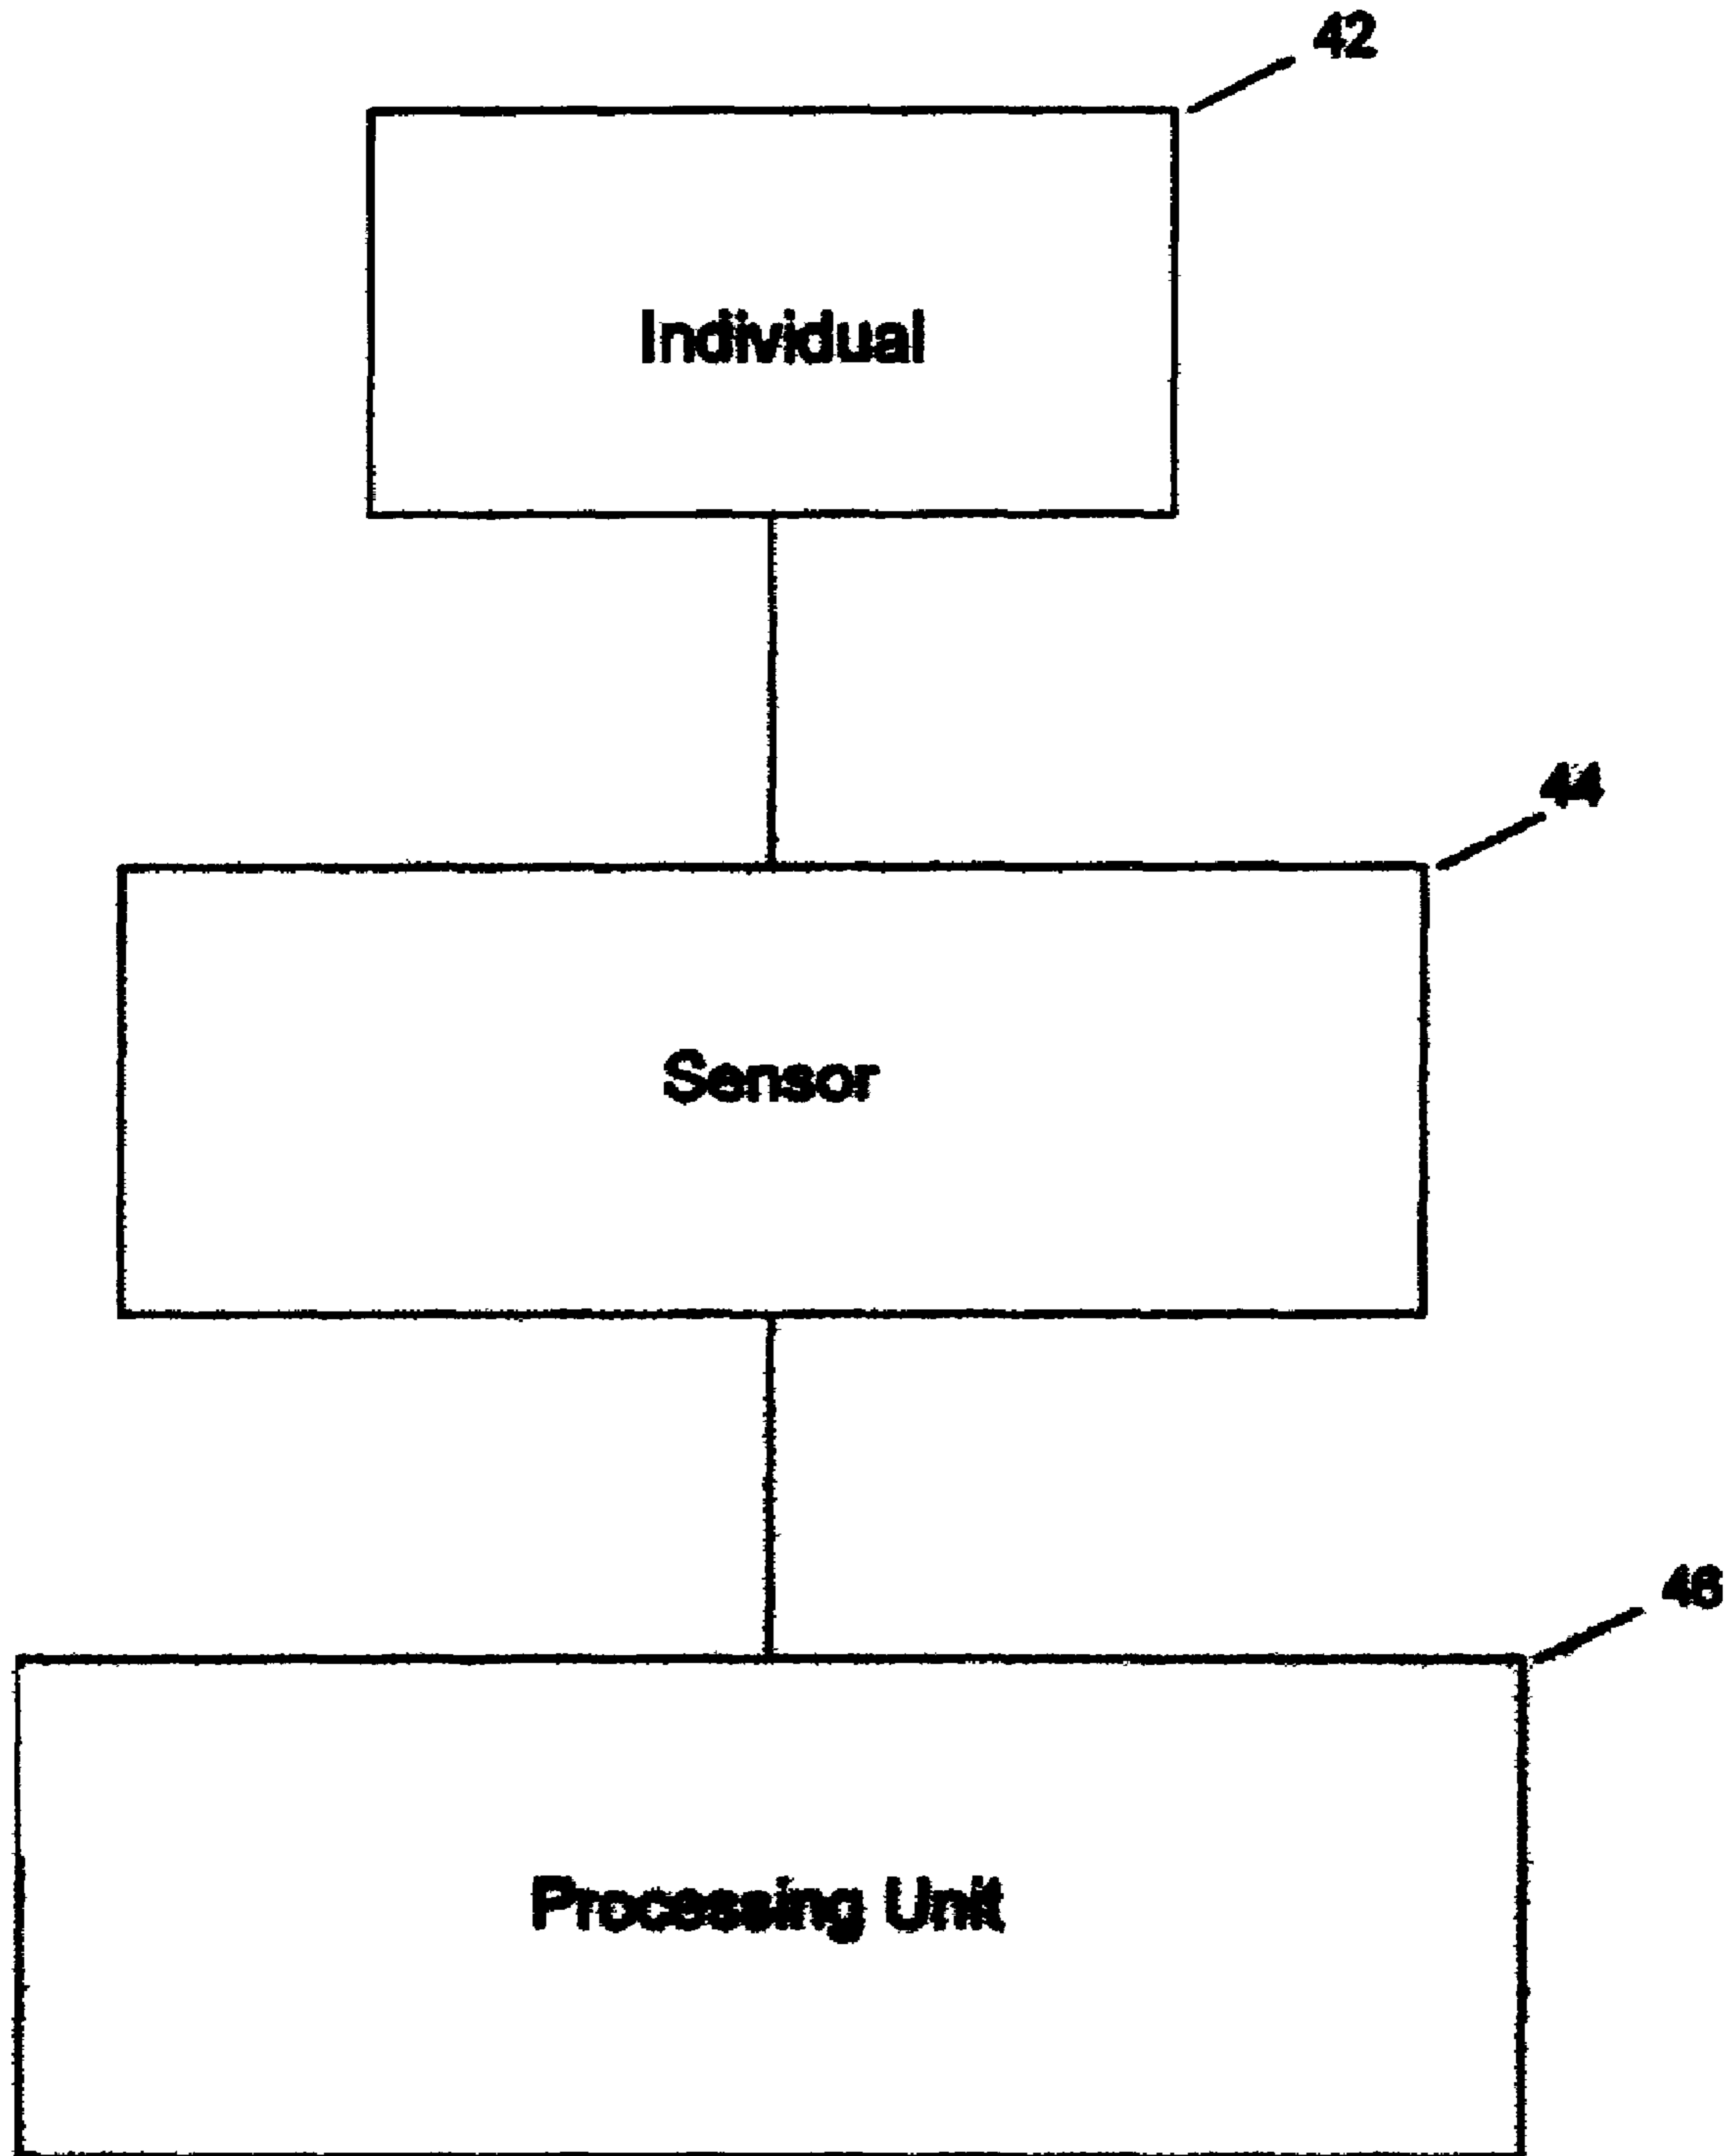 42
Individual
44
Sensor
46
Processing Unit